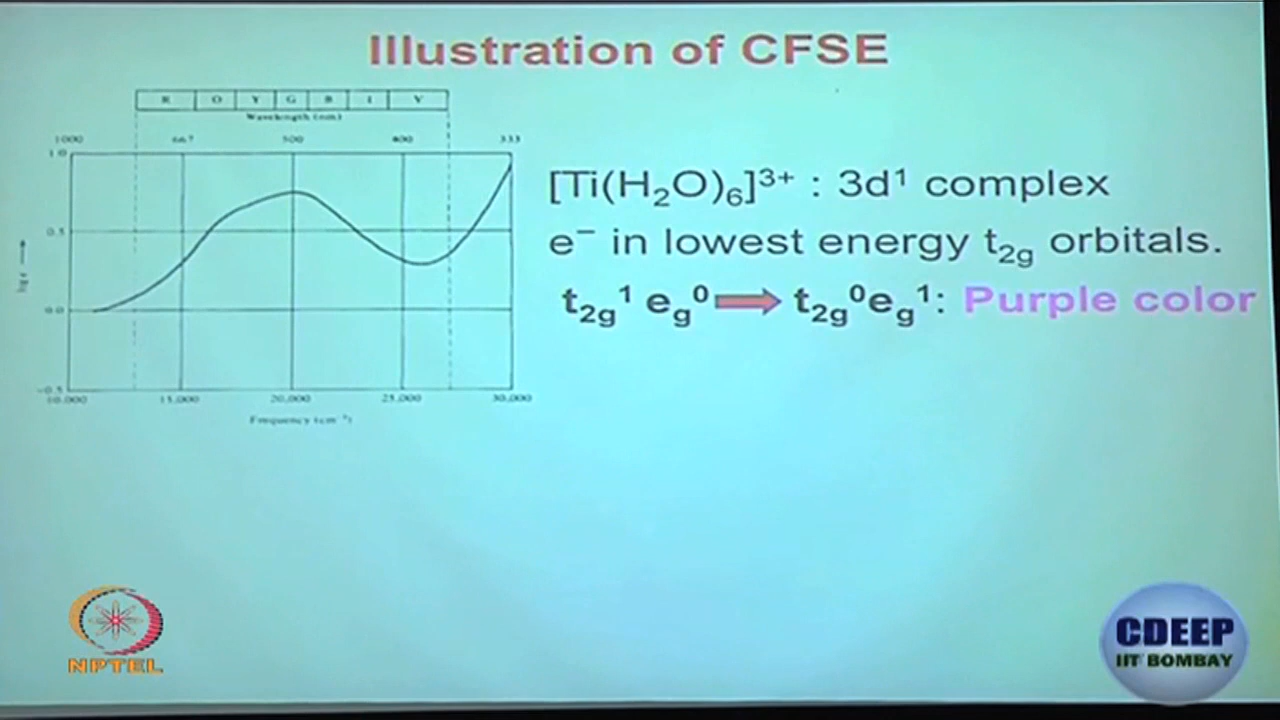 Illustration of CFSE
R O Y G B I V
Wavelength (nm)
1000 667 500 400 333
1.0
0.5
0.0
-0.5
log ε
10,000 15,000 20,000 25,000 30,000
Frequency (cm⁻¹)
[Ti(H₂O)₆]³⁺ : 3d¹ complex
e⁻ in lowest energy t₂g orbitals.
t₂g¹ eg⁰ t₂g⁰eg¹: Purple color
NPTEL
CDEEP
IIT BOMBAY